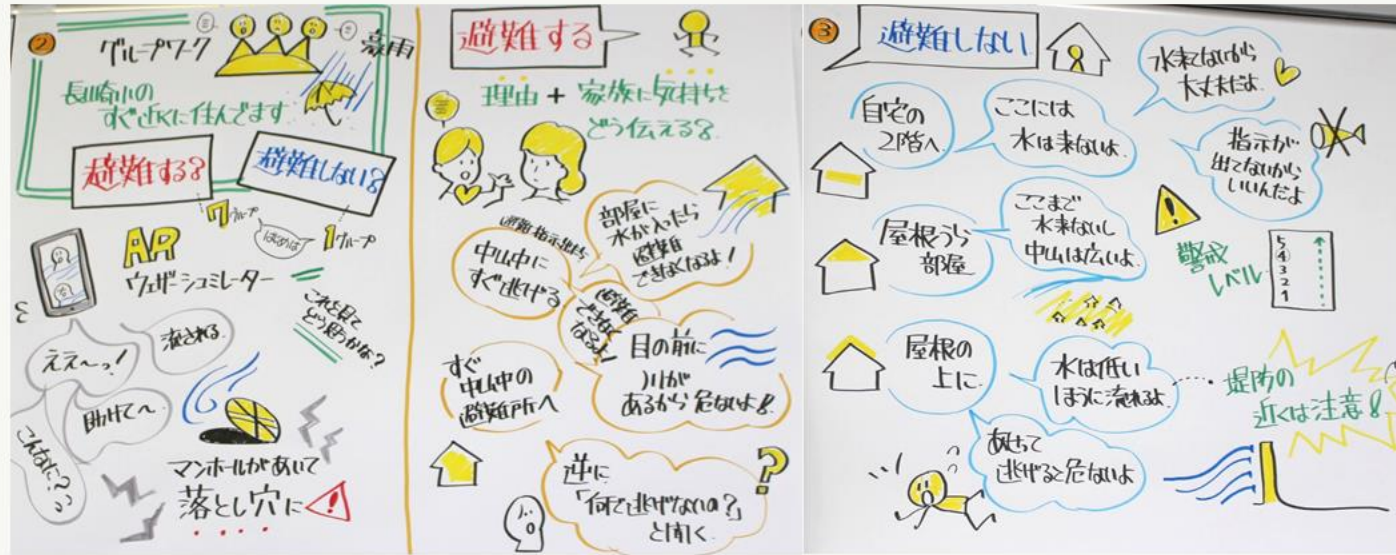 ②
グループワーク
豪雨
長崎小の
すぐ近くに住んでます
避難する?
避難しない?
7グループ
はじめは
1グループ
AR
ウェザーシュミレーター
これを見て
どう思うかな?
ええ〜っ!
流される
助けて〜
こんなに?っ
マンホールがあいて
落とし穴に
避難する
理由 + 家族に気持ちを
どう伝える?
避難指示出たら
中山中に
すぐ逃げる
部屋に
水が入ったら
避難
できなくなるよ!
避難
できなく
なるよ!
すぐ
中山中の
避難所へ
目の前に
川が
あるから危ないよ!
逆に
「何で逃げないの?」
と聞く
?
③
避難しない
水来てないから
大丈夫だよ
自宅の
2階へ
ここには
水は来ないよ
指示が
出てないから
いいんだよ
屋根うら
部屋
ここまで
水来ないし
中山は広いよ
警戒
レベル
5
4
3
2
1
屋根の
上に
水は低い
ほうに流れるよ
堤防の
近くは注意!
あせって
逃げると危ないよ